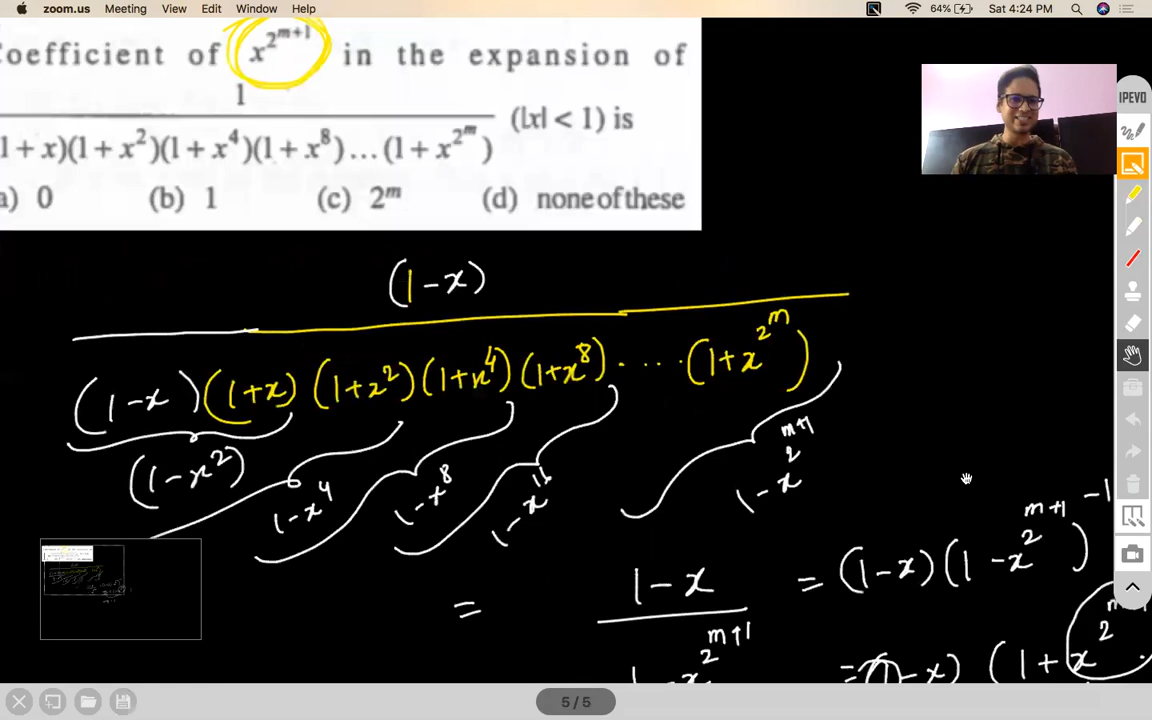 zoom.us Meeting View Edit Window Help 64% Sat 4:24 PM
oefficient of x^{2^{m+1}} in the expansion of
1
1 + x)(1 + x^2)(1 + x^4)(1 + x^8) ... (1 + x^{2^m}) (|x| < 1) is
a) 0 (b) 1 (c) 2^m (d) none of these
IPEVO
(1-x)
(1-x)(1+x)(1+x^2)(1+x^4)(1+x^8) ..... (1+x^{2^m})
(1-x^2)
1-x^4
1-x^8
1-x^{16}
1-x^{2^{m+1}}
= 1-x = (1-x)(1-x^{2^{m+1}})^{-1}
1-x^{2^{m+1}} = (1-x) (1+x^{2^{m+1}}
5 / 5